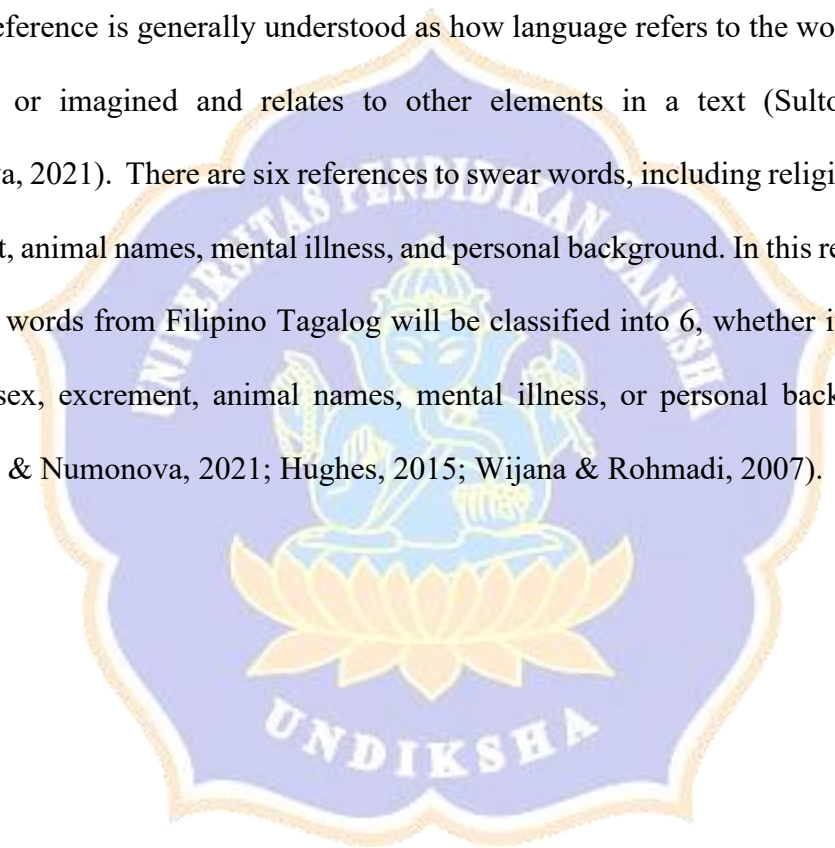 eference is generally understood as how language refers to the wo
or imagined and relates to other elements in a text (Sulto
va, 2021). There are six references to swear words, including religi
t, animal names, mental illness, and personal background. In this re
words from Filipino Tagalog will be classified into 6, whether i
sex, excrement, animal names, mental illness, or personal back
& Numonova, 2021; Hughes, 2015; Wijana & Rohmadi, 2007).
UNIVERSITAS PENDIDIKAN GANESHA
UNDIKSHA